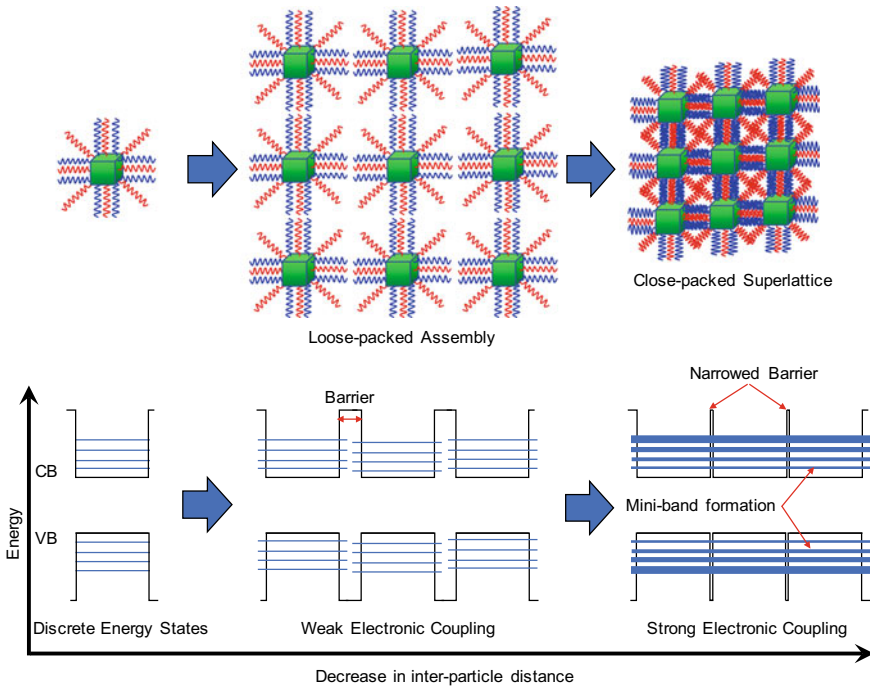 Loose-packed Assembly
Close-packed Superlattice
Barrier
Narrowed Barrier
CB
Mini-band formation
VB
Energy
Discrete Energy States
Weak Electronic Coupling
Strong Electronic Coupling
Decrease in inter-particle distance